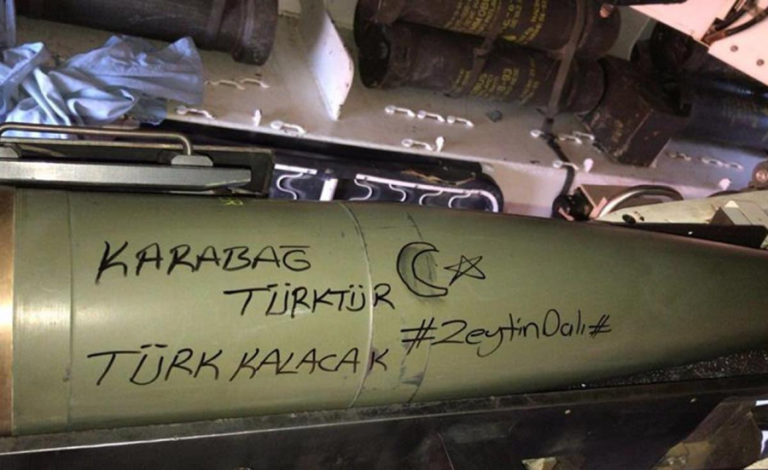 KARABAĞ
TÜRKTÜR
TÜRK KALACAK
#ZeytinDalı#